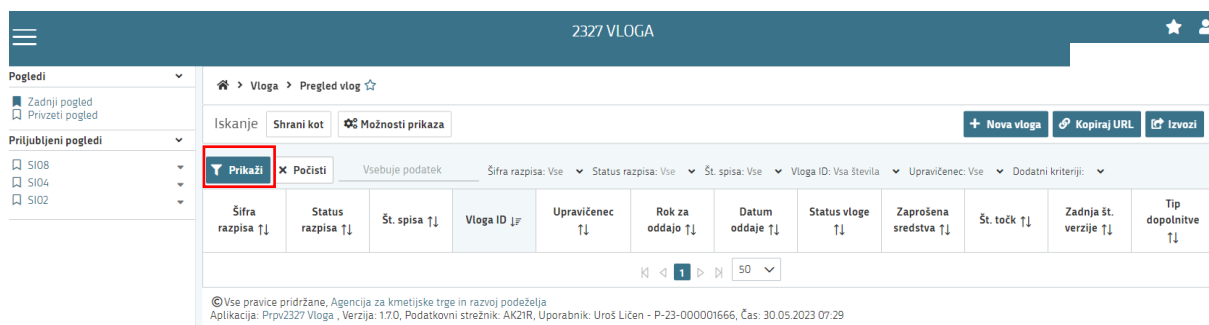 2327 VLOGA
Pogledi
Zadnji pogled
Privzeti pogled
Priljubljeni pogledi
SI08
SI04
SI02
Vloga > Pregled vlog
Iskanje Shrani kot Možnosti prikaza + Nova vloga Kopiraj URL Izvozi
Prikaži × Počisti Vsebuje podatek Šifra razpisa: Vse Status razpisa: Vse Št. spisa: Vse Vloga ID: Vsa števila Upravičenec: Vse Dodatni kriteriji:
Šifra razpisa Status razpisa Št. spisa Vloga ID Upravičenec Rok za oddajo Datum oddaje Status vloge Zaprošena sredstva Št. točk Zadnja št. verzije Tip dopolnitve
1 50
©Vse pravice pridržane, Agencija za kmetijske trge in razvoj podeželja
Aplikacija: Prpv2327 Vloga , Verzija: 1.7.0, Podatkovni strežnik: AK21R, Uporabnik: Uroš Ličen - P-23-000001666, Čas: 30.05.2023 07:29